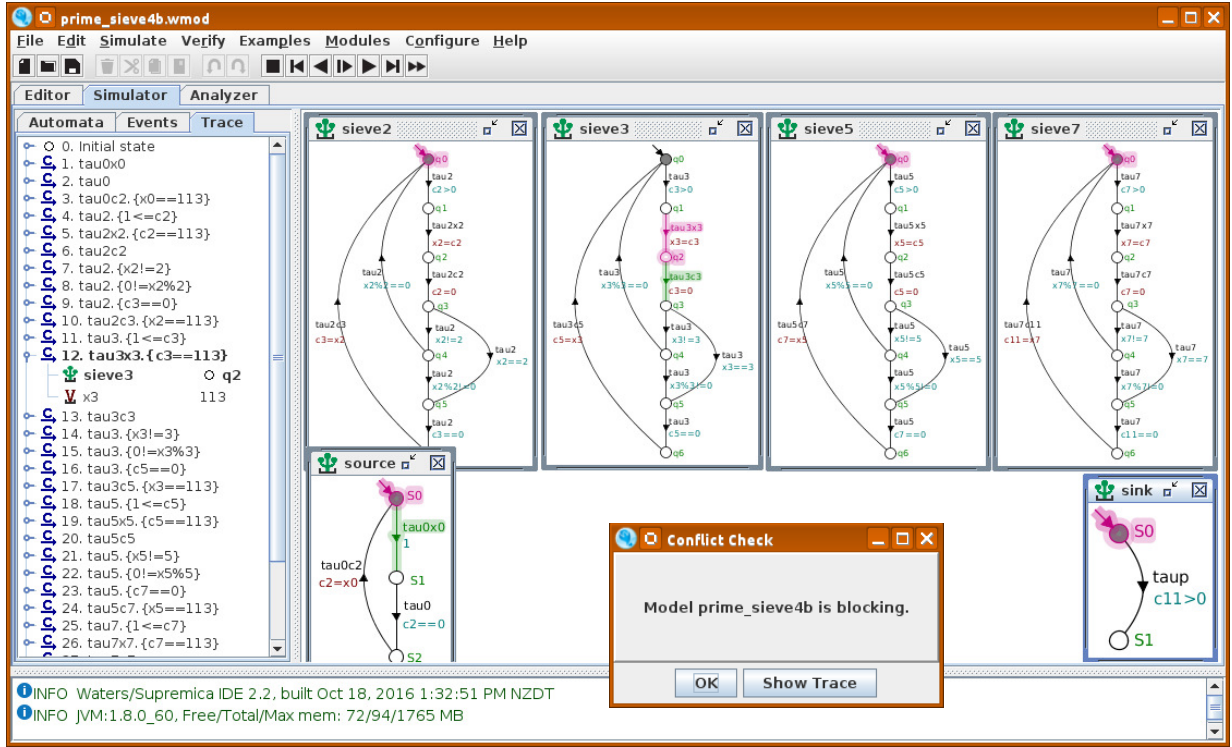 prime_sieve4b.wmod
File Edit Simulate Verify Examples Modules Configure Help
Editor Simulator Analyzer
Automata Events Trace
0. Initial state
1. tau0x0
2. tau0
3. tau0c2.{x0==113}
4. tau2.{1<=c2}
5. tau2x2.{c2==113}
6. tau2c2
7. tau2.{x2!=2}
8. tau2.{0!=x2%2}
9. tau2.{c3==0}
10. tau2c3.{x2==113}
11. tau3.{1<=c3}
12. tau3x3.{c3==113}
sieve3 q2
x3 113
13. tau3c3
14. tau3.{x3!=3}
15. tau3.{0!=x3%3}
16. tau3.{c5==0}
17. tau3c5.{x3==113}
18. tau5.{1<=c5}
19. tau5x5.{c5==113}
20. tau5c5
21. tau5.{x5!=5}
22. tau5.{0!=x5%5}
23. tau5.{c7==0}
24. tau5c7.{x5==113}
25. tau7.{1<=c7}
26. tau7x7.{c7==113}
sieve2
q0
tau2
c2>0
q1
tau2x2
x2=c2
q2
tau2
x2%2==0
tau2c2
c2=0
q3
tau2c3
c3=x2
tau2
x2!=2
tau2
x2==2
q4
tau2
x2%2!=0
q5
tau2
c3==0
sieve3
q0
tau3
c3>0
q1
tau3x3
x3=c3
q2
tau3
x3%3==0
tau3c3
c3=0
q3
tau3c5
c5=x3
tau3
x3!=3
tau3
x3==3
q4
tau3
x3%3!=0
q5
tau3
c5==0
q6
sieve5
q0
tau5
c5>0
q1
tau5x5
x5=c5
q2
tau5
x5%5==0
tau5c5
c5=0
q3
tau5c7
c7=x5
tau5
x5!=5
tau5
x5==5
q4
tau5
x5%5!=0
q5
tau5
c7==0
q6
sieve7
q0
tau7
c7>0
q1
tau7x7
x7=c7
q2
tau7
x7%7==0
tau7c7
c7=0
q3
tau7c11
c11=x7
tau7
x7!=7
tau7
x7==7
q4
tau7
x7%7!=0
q5
tau7
c11==0
q6
source
S0
tau0x0
1
tau0c2
c2=x0
S1
tau0
c2==0
S2
sink
S0
taup
c11>0
S1
Conflict Check
Model prime_sieve4b is blocking.
OK Show Trace
INFO Waters/Supremica IDE 2.2, built Oct 18, 2016 1:32:51 PM NZDT
INFO JVM:1.8.0_60, Free/Total/Max mem: 72/94/1765 MB